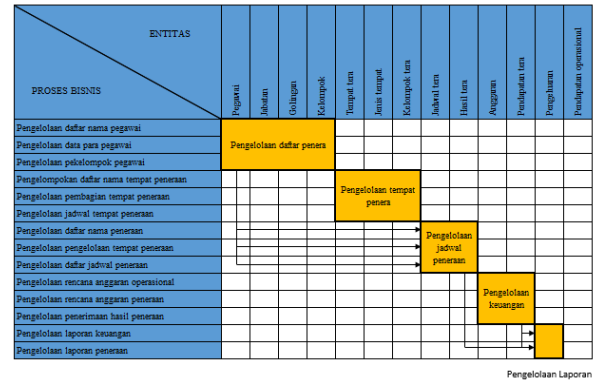 ENTITAS
PROSES BISNIS
Pegawai
Jabatan
Golongan
Kelompok
Tempat tera
Jenis tempat
Kelompok tera
Jadwal tera
Hasil tera
Anggaran
Pendapatan tera
Pengeluaran
Pendapatan operasional
Pengelolaan daftar nama pegawai
Pengelolaan data para pegawai
Pengelolaan pekelompok pegawai
Pengelompokan daftar nama tempat peneraan
Pengelolaan pembagian tempat peneraan
Pengelolaan jadwal tempat peneraan
Pengelolaan daftar nama peneraan
Pengelolaan pengelolaan tempat peneraan
Pengelolaan daftar jadwal peneraan
Pengelolaan rencana anggaran operasional
Pengelolaan rencana anggaran peneraan
Pengelolaan penerimaan hasil peneraan
Pengelolaan laporan keuangan
Pengelolaan laporan peneraan
Pengelolaan daftar penera
Pengelolaan tempat
penera
Pengelolaan
jadwal
peneraan
Pengelolaan
keuangan
Pengelolaan Laporan